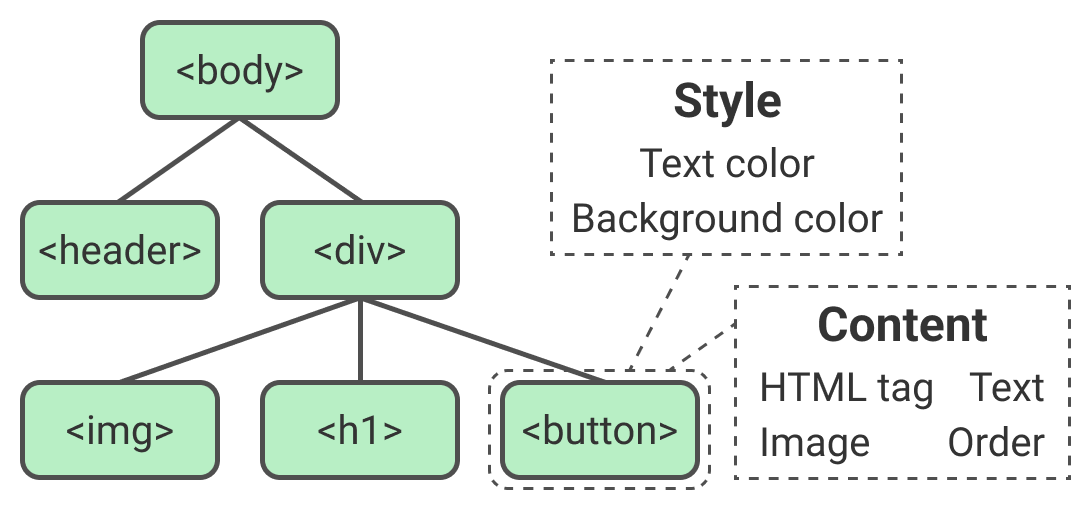 <body>
<header>
<div>
<img>
<h1>
<button>
Style
Text color
Background color
Content
HTML tag Text
Image Order